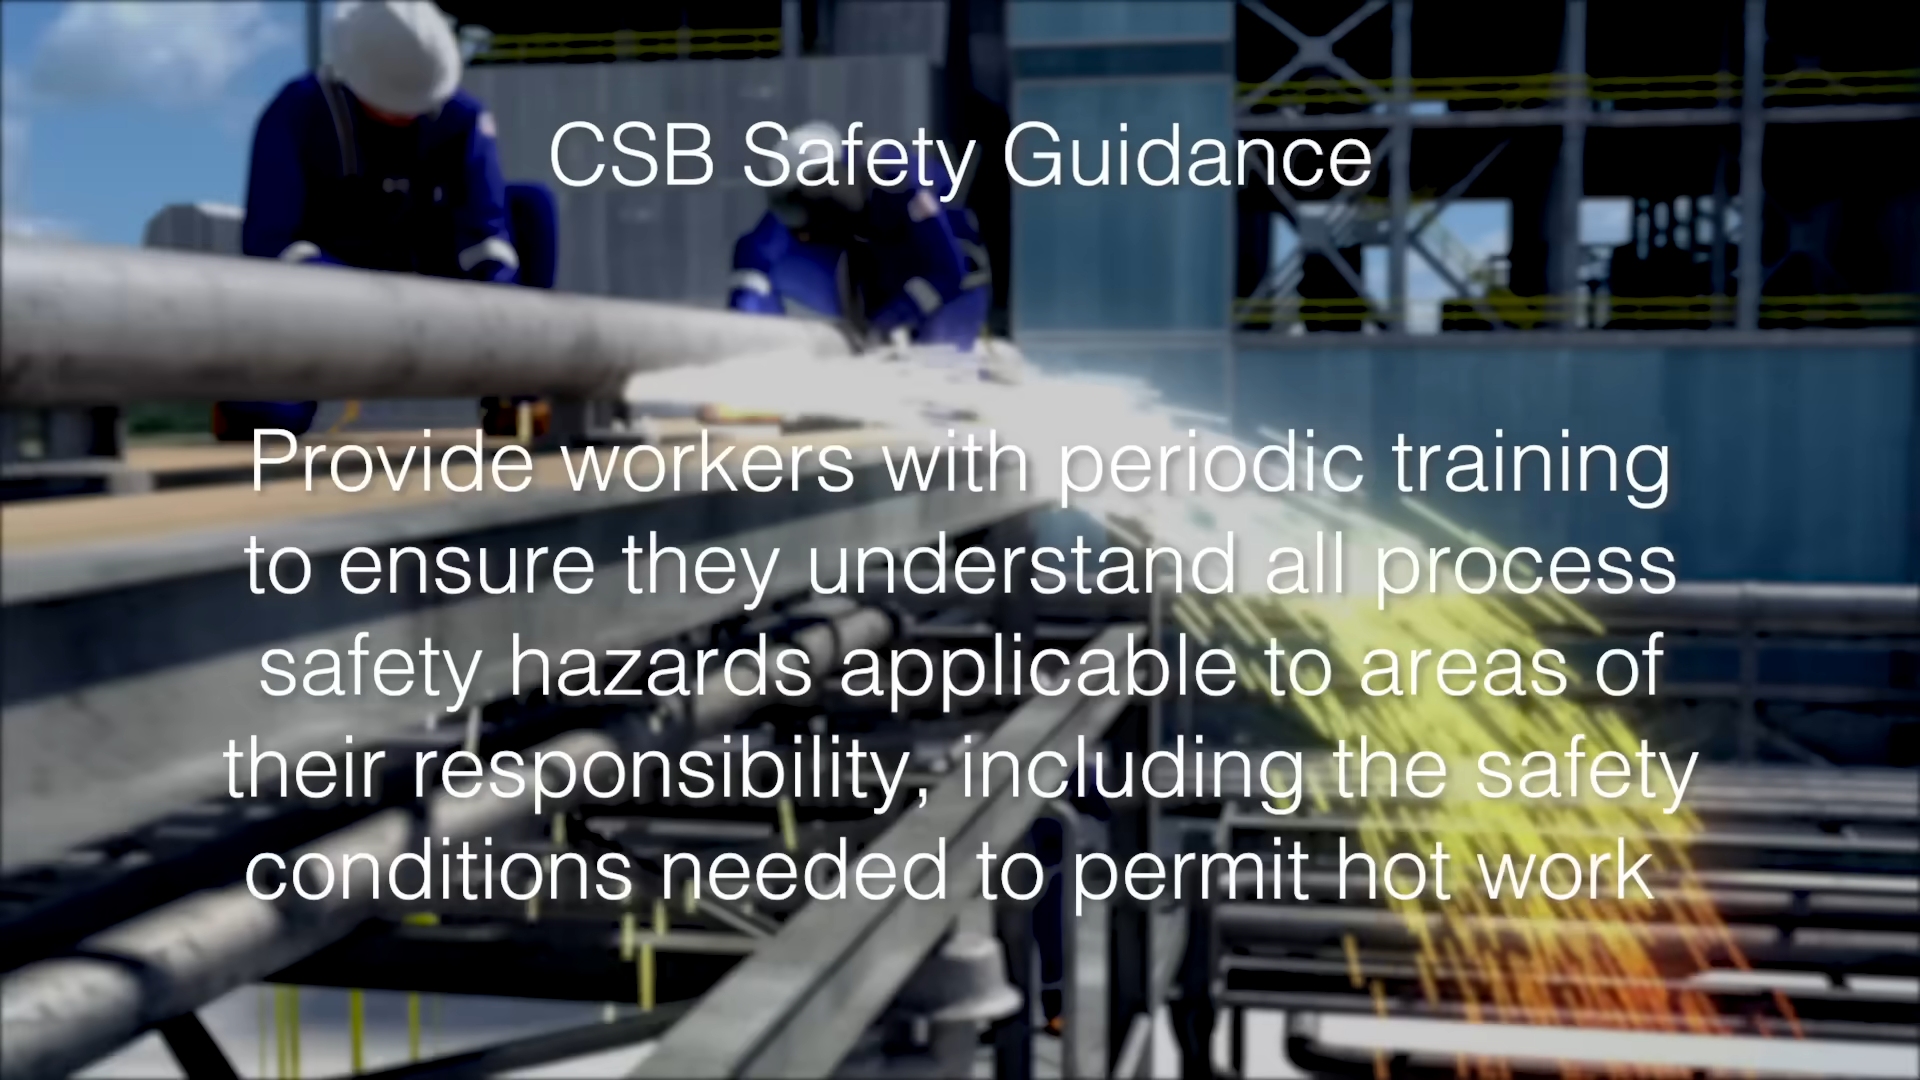 CSB Safety Guidance
Provide workers with periodic training
to ensure they understand all process
safety hazards applicable to areas of
their responsibility, including the safety
conditions needed to permit hot work